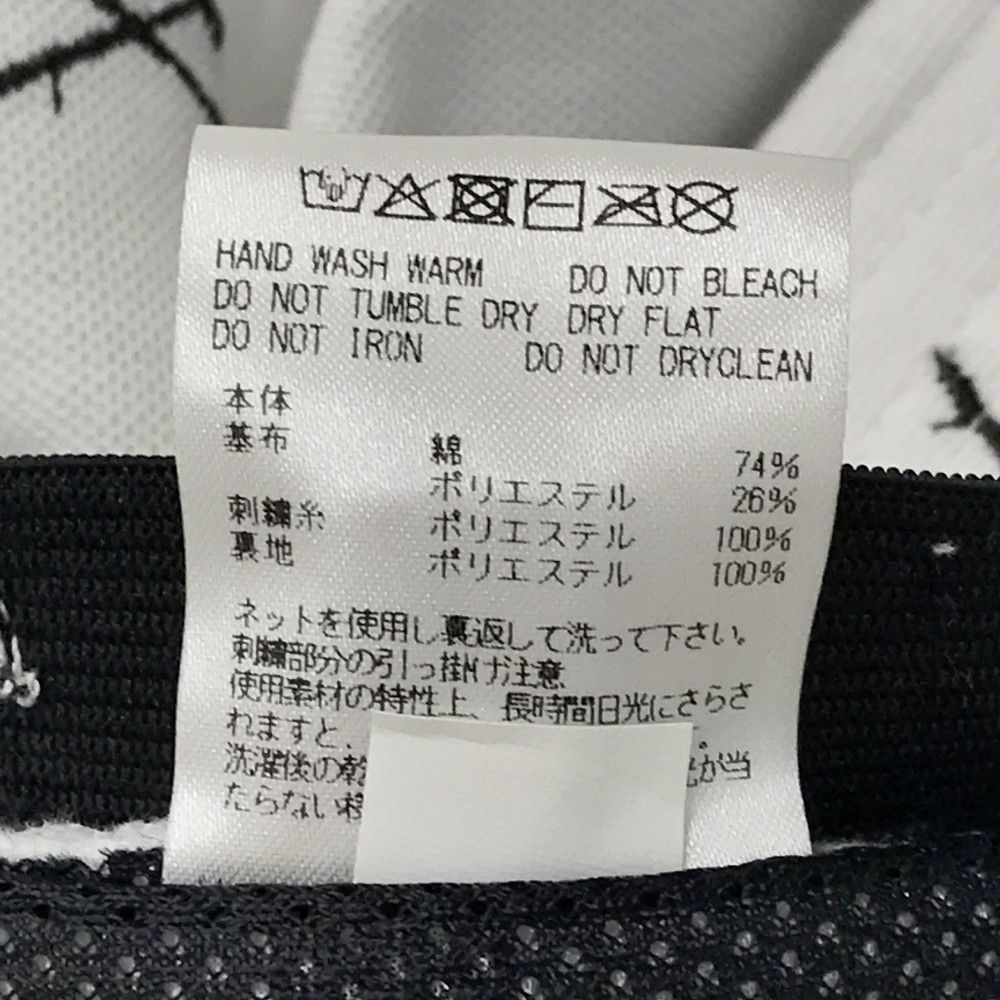 HAND WASH WARM DO NOT BLEACH
DO NOT TUMBLE DRY DRY FLAT
DO NOT IRON DO NOT DRYCLEAN
本体
基布 綿 74%
ポリエステル 26%
刺繍糸 ポリエステル 100%
裏地 ポリエステル 100%
ネットを使用し裏返して洗って下さい。
刺繍部分の引っ掛け注意
使用素材の特性上、長時間日光にさらさ
れますと、 。
洗濯後の乾 光が当
たらない様